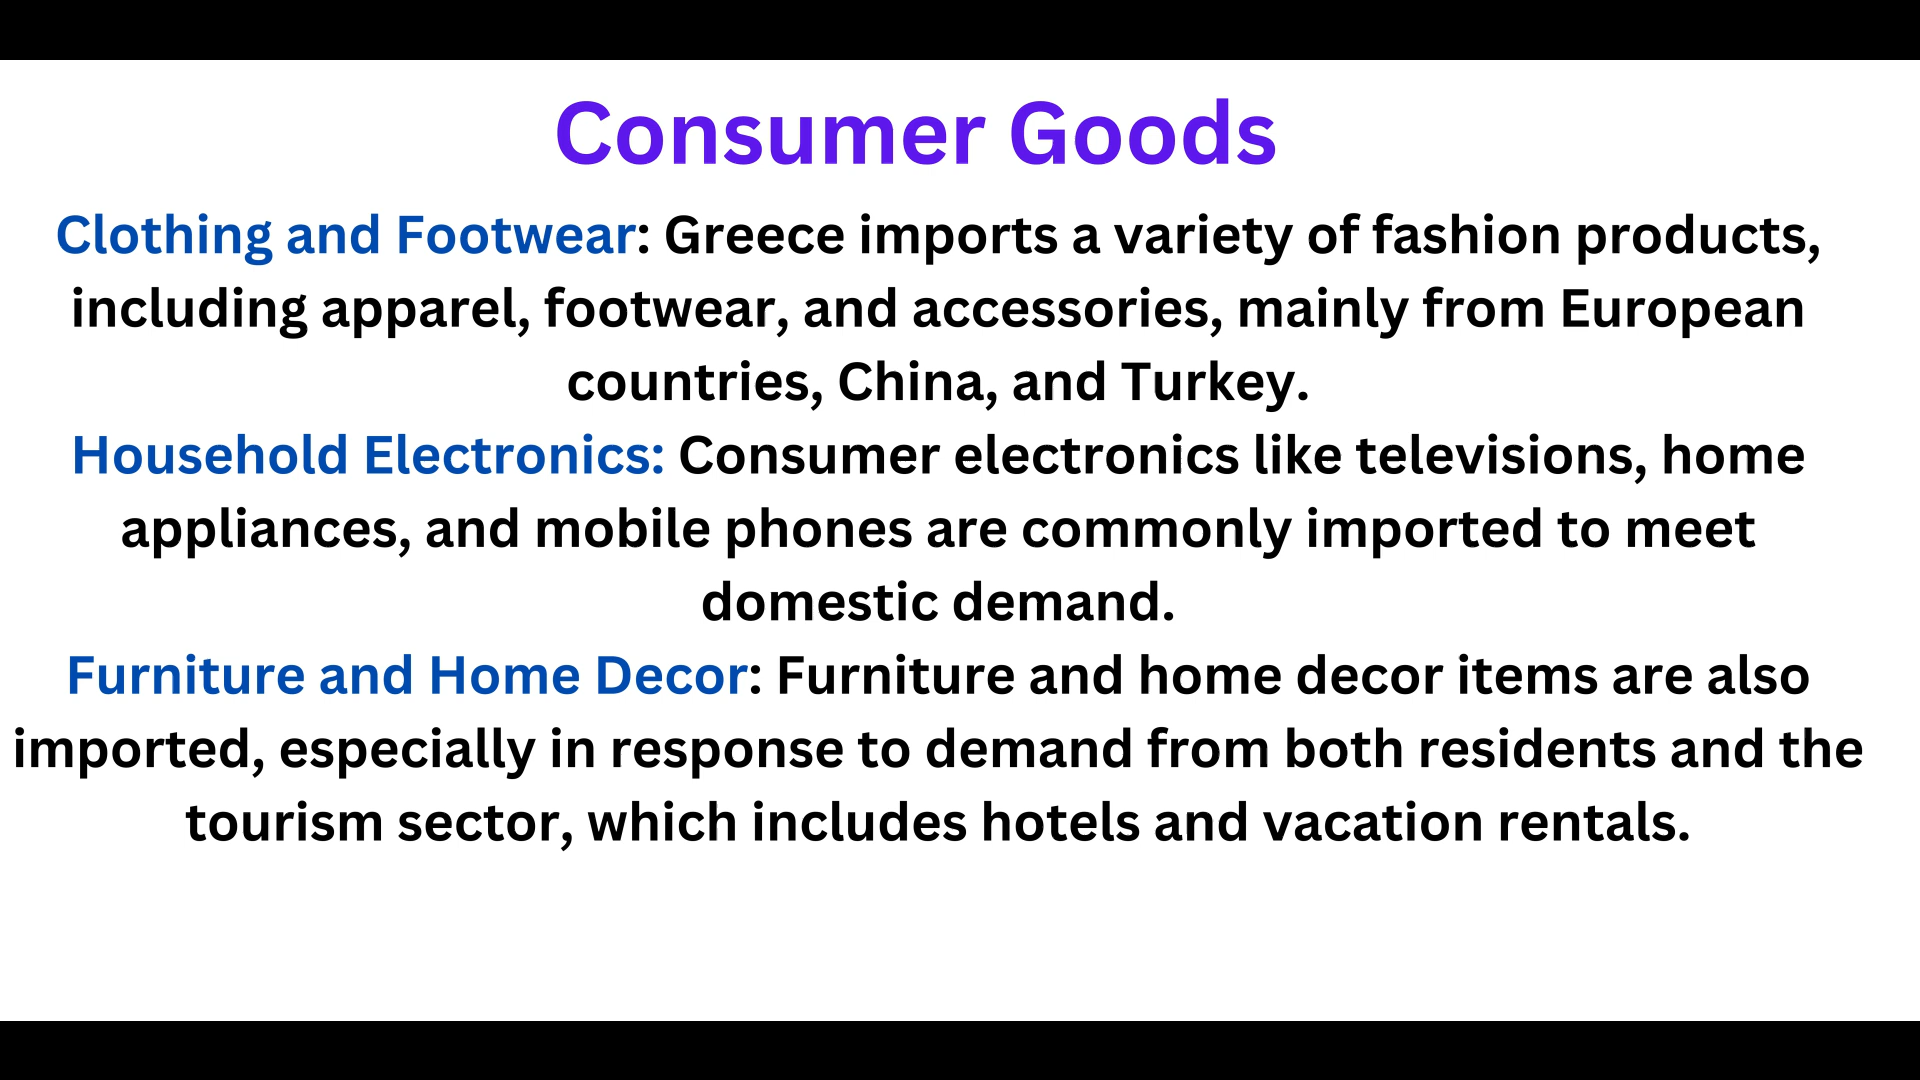 Consumer Goods
Clothing and Footwear: Greece imports a variety of fashion products,
including apparel, footwear, and accessories, mainly from European
countries, China, and Turkey.
Household Electronics: Consumer electronics like televisions, home
appliances, and mobile phones are commonly imported to meet
domestic demand.
Furniture and Home Decor: Furniture and home decor items are also
imported, especially in response to demand from both residents and the
tourism sector, which includes hotels and vacation rentals.